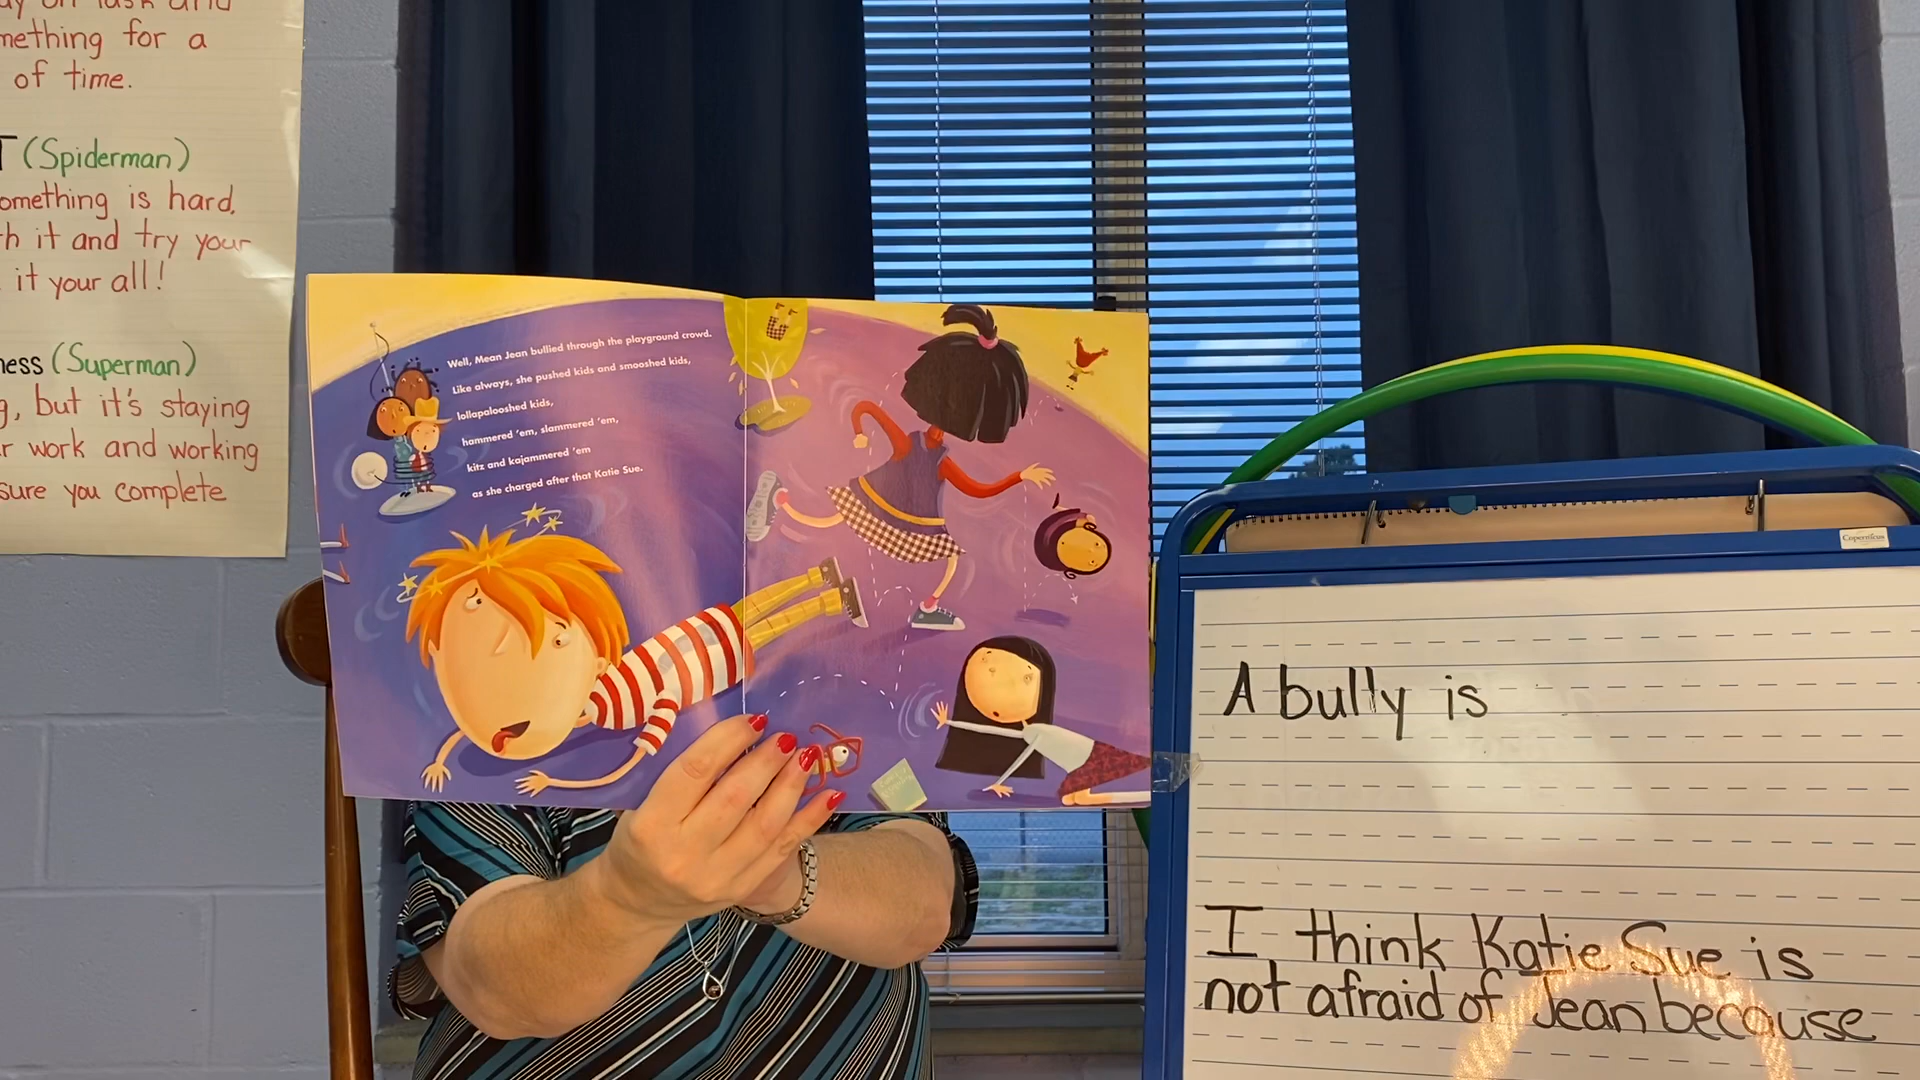 mething for a
of time.
T (Spiderman)
omething is hard,
h it and try your
it your all!
ness (Superman)
g, but it's staying
r work and working
sure you complete
Well, Mean Jean bullied through the playground crowd.
Like always, she pushed kids and smooshed kids,
lollapalooshed kids,
hammered 'em, slammered 'em,
kitz and kajammered 'em
as she charged after that Katie Sue.
Copernicus
A bully is
I think Katie Sue is
not afraid of Jean because